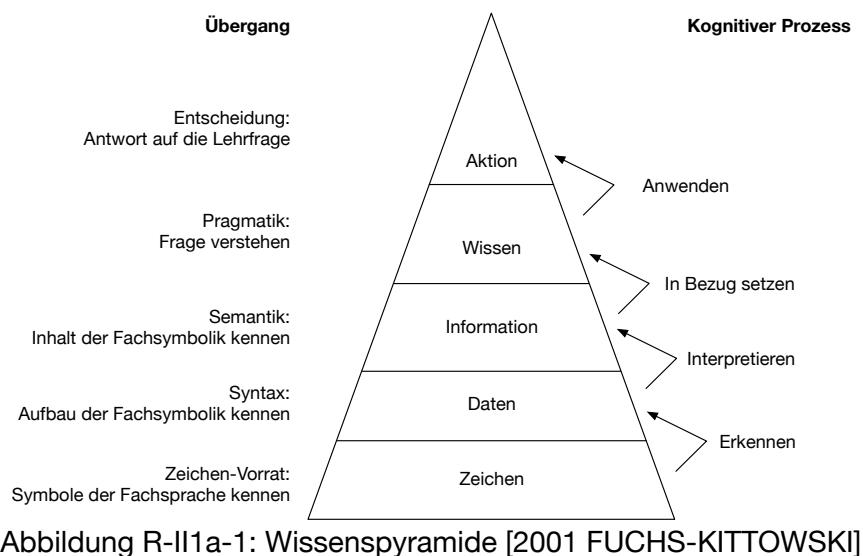 Übergang
Kognitiver Prozess
Entscheidung:
Antwort auf die Lehrfrage
Aktion
Anwenden
Pragmatik:
Frage verstehen
Wissen
In Bezug setzen
Semantik:
Inhalt der Fachsymbolik kennen
Information
Interpretieren
Syntax:
Aufbau der Fachsymbolik kennen
Daten
Erkennen
Zeichen-Vorrat:
Symbole der Fachsprache kennen
Zeichen
Abbildung R-II1a-1: Wissenspyramide [2001 FUCHS-KITTOWSKI]